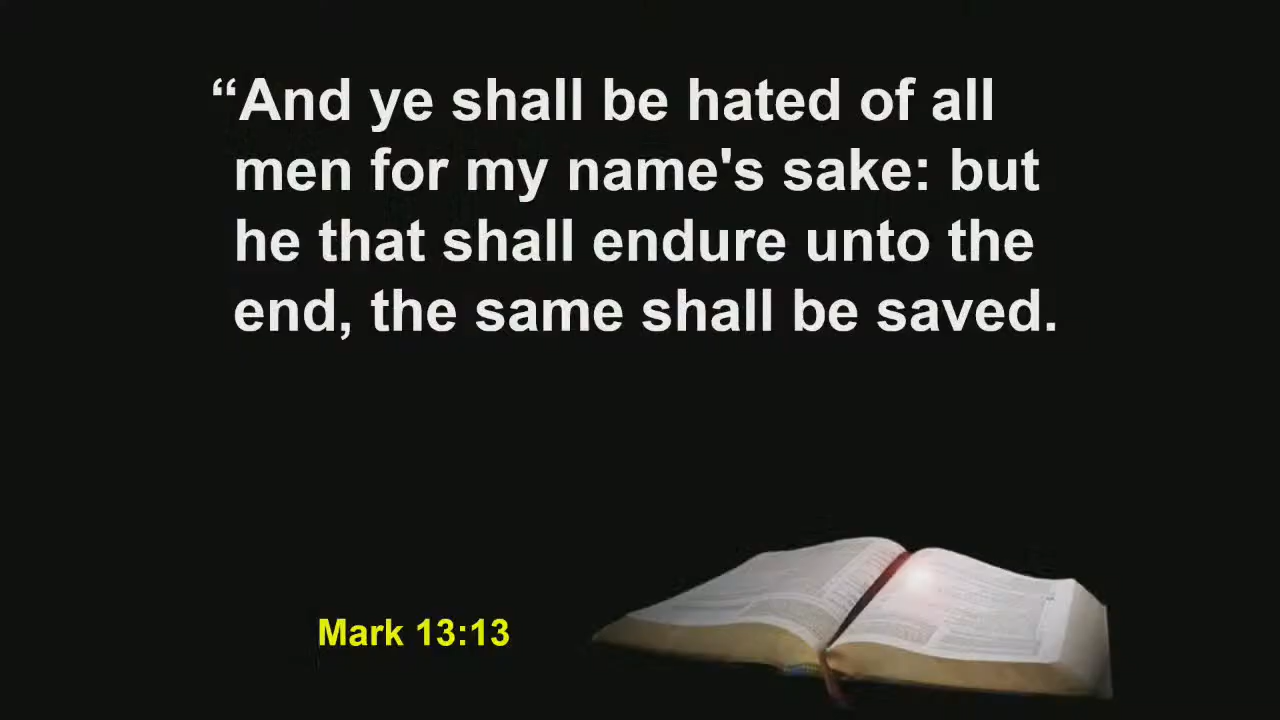 “And ye shall be hated of all
men for my name's sake: but
he that shall endure unto the
end, the same shall be saved.
Mark 13:13